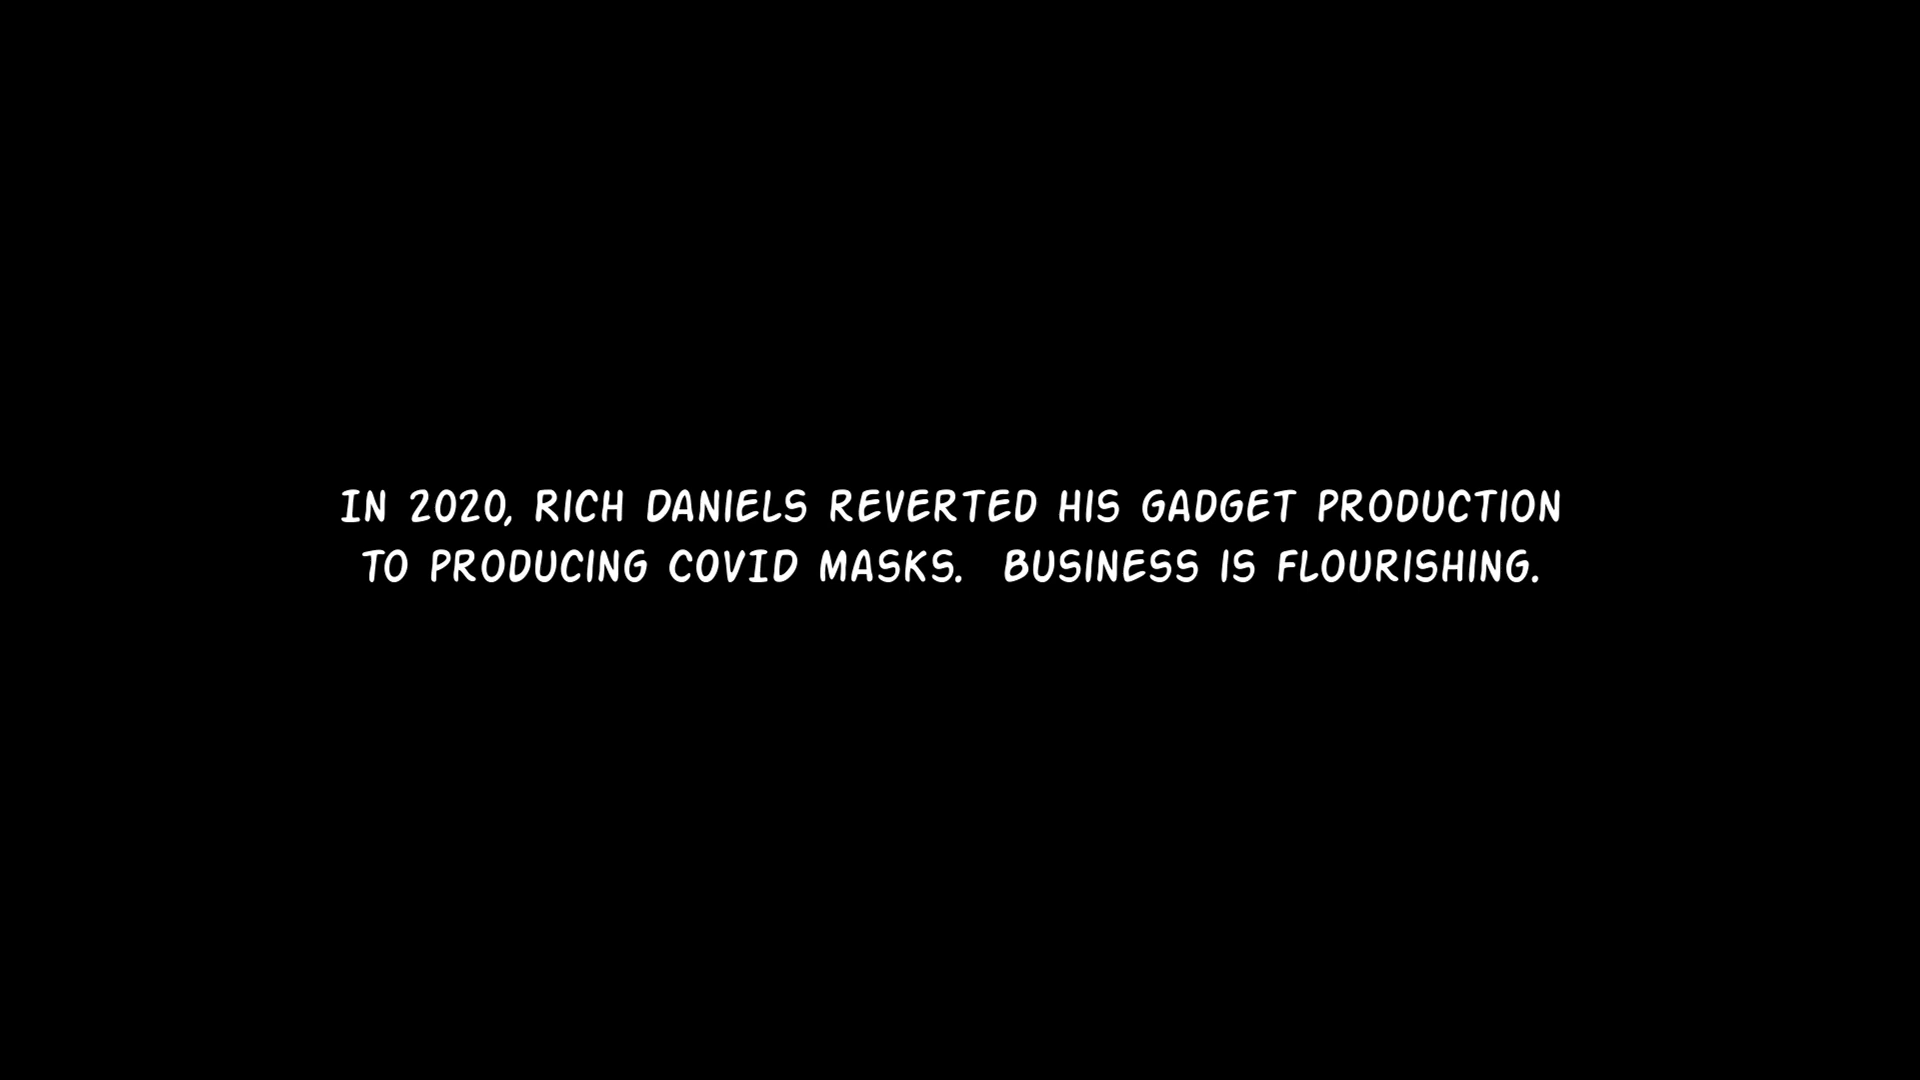 IN 2020, RICH DANIELS REVERTED HIS GADGET PRODUCTION
TO PRODUCING COVID MASKS.  BUSINESS IS FLOURISHING.